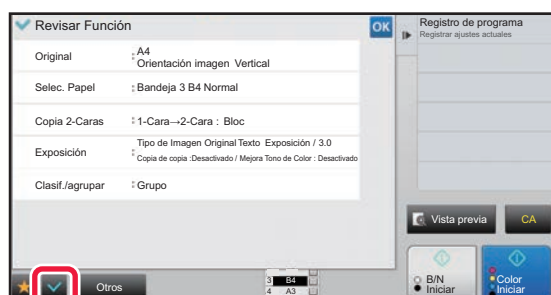 Revisar Función
OK
Original : A4
Orientación imagen Vertical
Selec. Papel : Bandeja 3 B4 Normal
Copia 2-Caras : 1-Cara→2-Cara : Bloc
Exposición : Tipo de Imagen Original Texto Exposición / 3.0
Copia de copia :Desactivado / Mejora Tono de Color : Desactivado
Clasif./agrupar : Grupo
Otros
3 B4
4 A3
Registro de programa
Registrar ajustes actuales
Vista previa
CA
B/N
Iniciar
Color
Iniciar